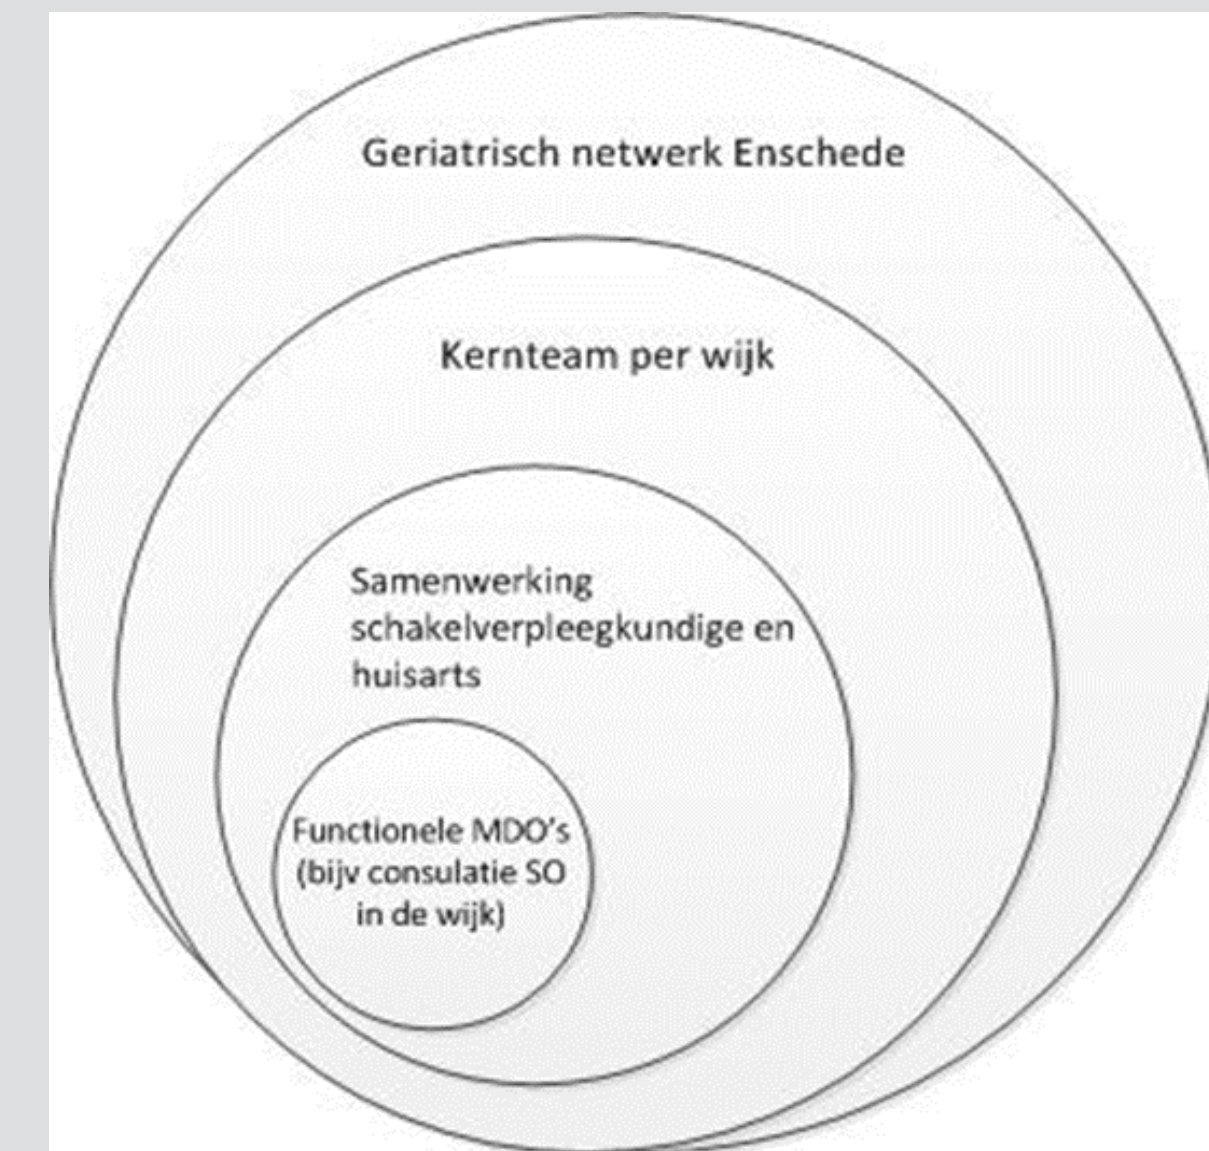 Geriatrisch netwerk Enschede
Kernteam per wijk
Samenwerking
schakelverpleegkundige en
huisarts
Functionele MDO's
(bijv consulatie SO
in de wijk)